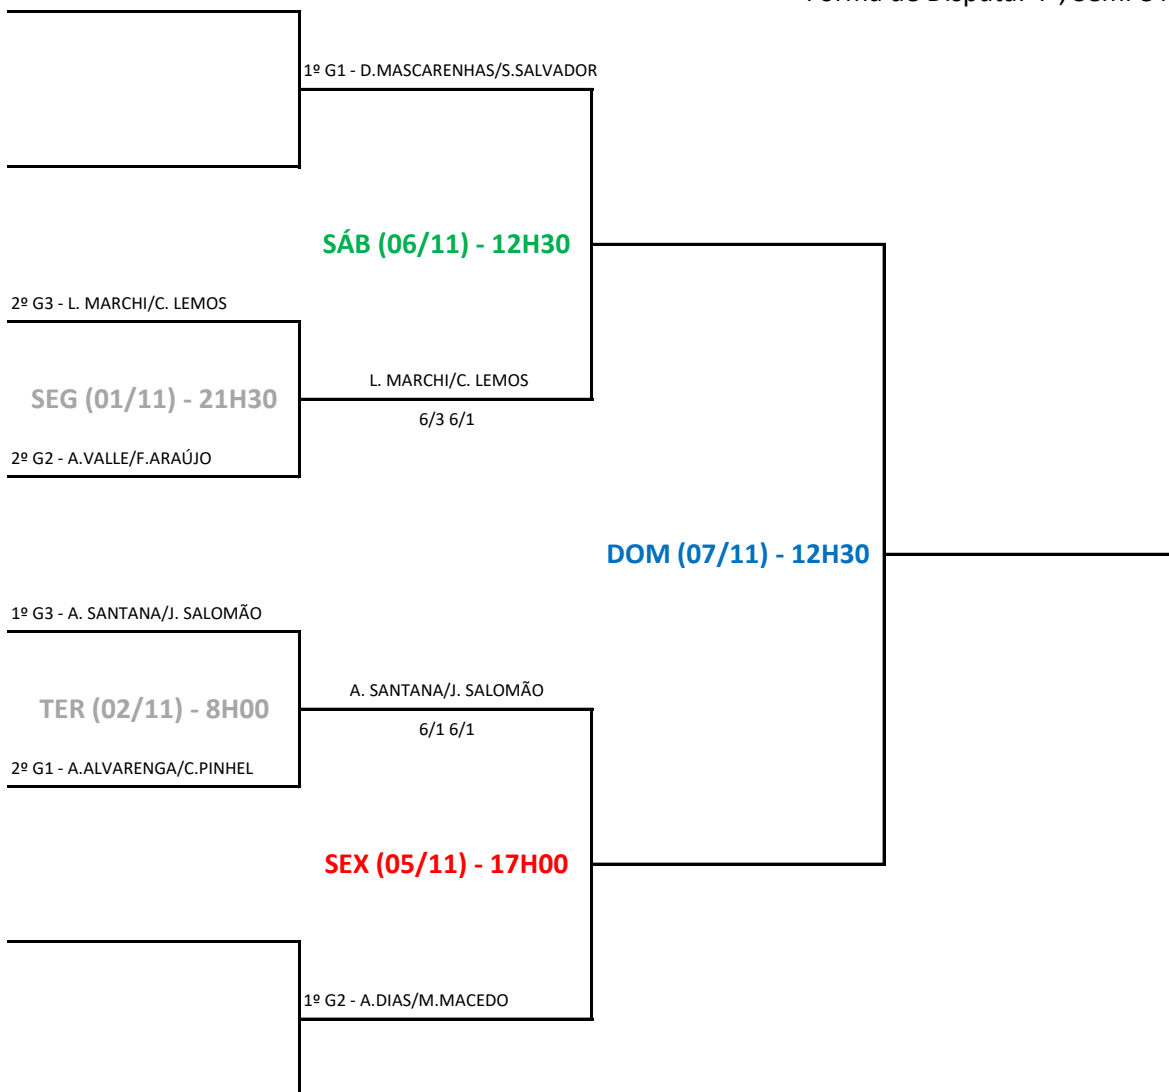 Forma de Disputa:
1º G1 - D.MASCARENHAS/S.SALVADOR
SÁB (06/11) - 12H30
2º G3 - L. MARCHI/C. LEMOS
SEG (01/11) - 21H30
L. MARCHI/C. LEMOS
6/3 6/1
2º G2 - A.VALLE/F.ARAÚJO
DOM (07/11) - 12H30
1º G3 - A. SANTANA/J. SALOMÃO
TER (02/11) - 8H00
A. SANTANA/J. SALOMÃO
6/1 6/1
2º G1 - A.ALVARENGA/C.PINHEL
SEX (05/11) - 17H00
1º G2 - A.DIAS/M.MACEDO